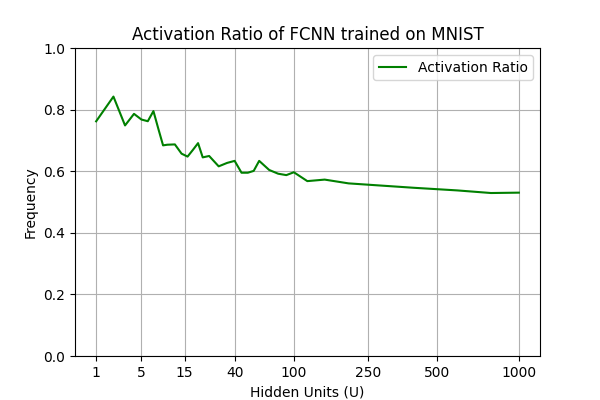 Activation Ratio of FCNN trained on MNIST
1.0
0.8
0.6
0.4
0.2
0.0
Frequency
Activation Ratio
1 5 15 40 100 250 500 1000
Hidden Units (U)